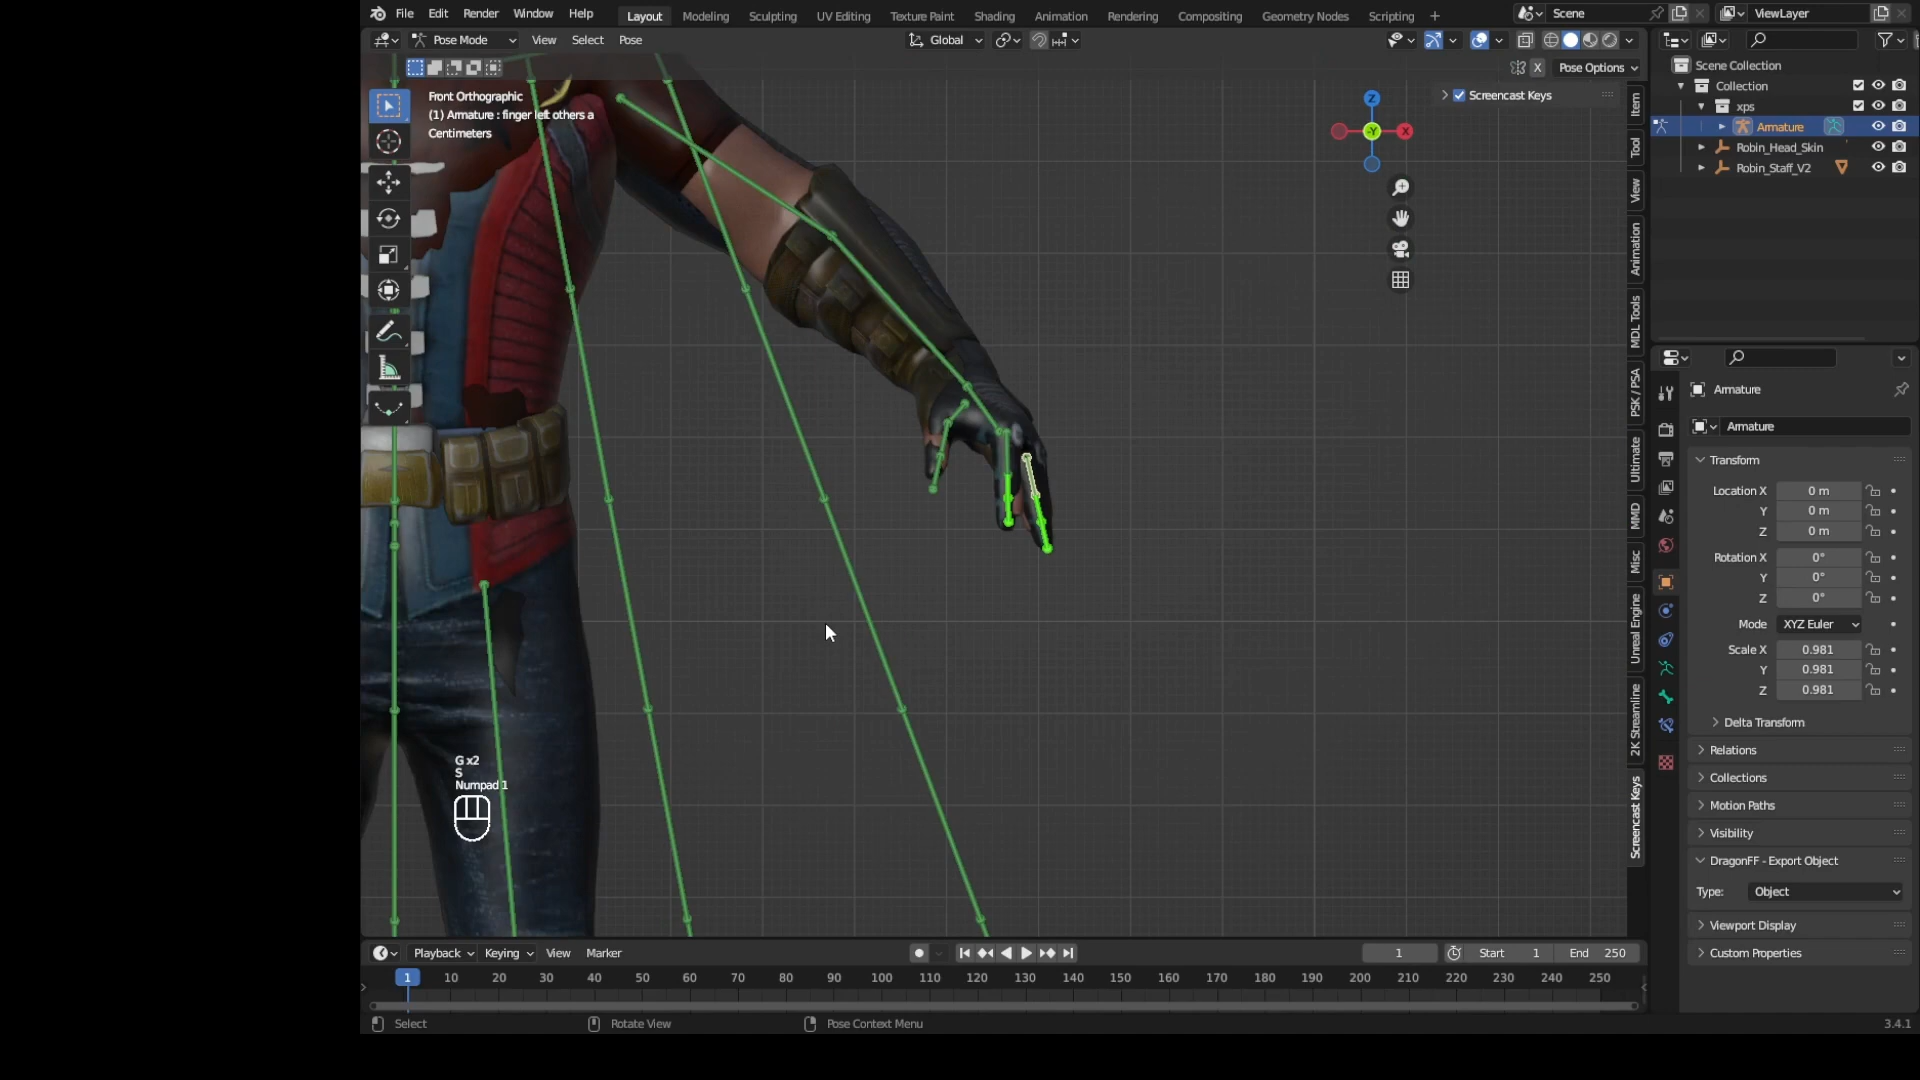 File Edit Render Window Help
Layout Modeling Sculpting UV Editing Texture Paint Shading Animation Rendering Compositing Geometry Nodes Scripting +
Scene
ViewLayer
Pose Mode View Select Pose
Global
X Pose Options
Front Orthographic
(1) Armature : finger left others a
Centimeters
Screencast Keys
Z
-Y
X
Item
Tool
View
Animation
MDL Tools
PSK / PSA
Ultimate
MMD
Misc
Unreal Engine
2K Streamline
Screencast Keys
Scene Collection
Collection
xps
Armature
Robin_Head_Skin
Robin_Staff_V2
Armature
Armature
Transform
Location X 0 m
Y 0 m
Z 0 m
Rotation X 0°
Y 0°
Z 0°
Mode XYZ Euler
Scale X 0.981
Y 0.981
Z 0.981
Delta Transform
Relations
Collections
Motion Paths
Visibility
DragonFF - Export Object
Type: Object
Viewport Display
Custom Properties
G x2
S
Numpad 1
Playback Keying View Marker
1 Start 1 End 250
1 10 20 30 40 50 60 70 80 90 100 110 120 130 140 150 160 170 180 190 200 210 220 230 240 250
Select Rotate View Pose Context Menu
3.4.1